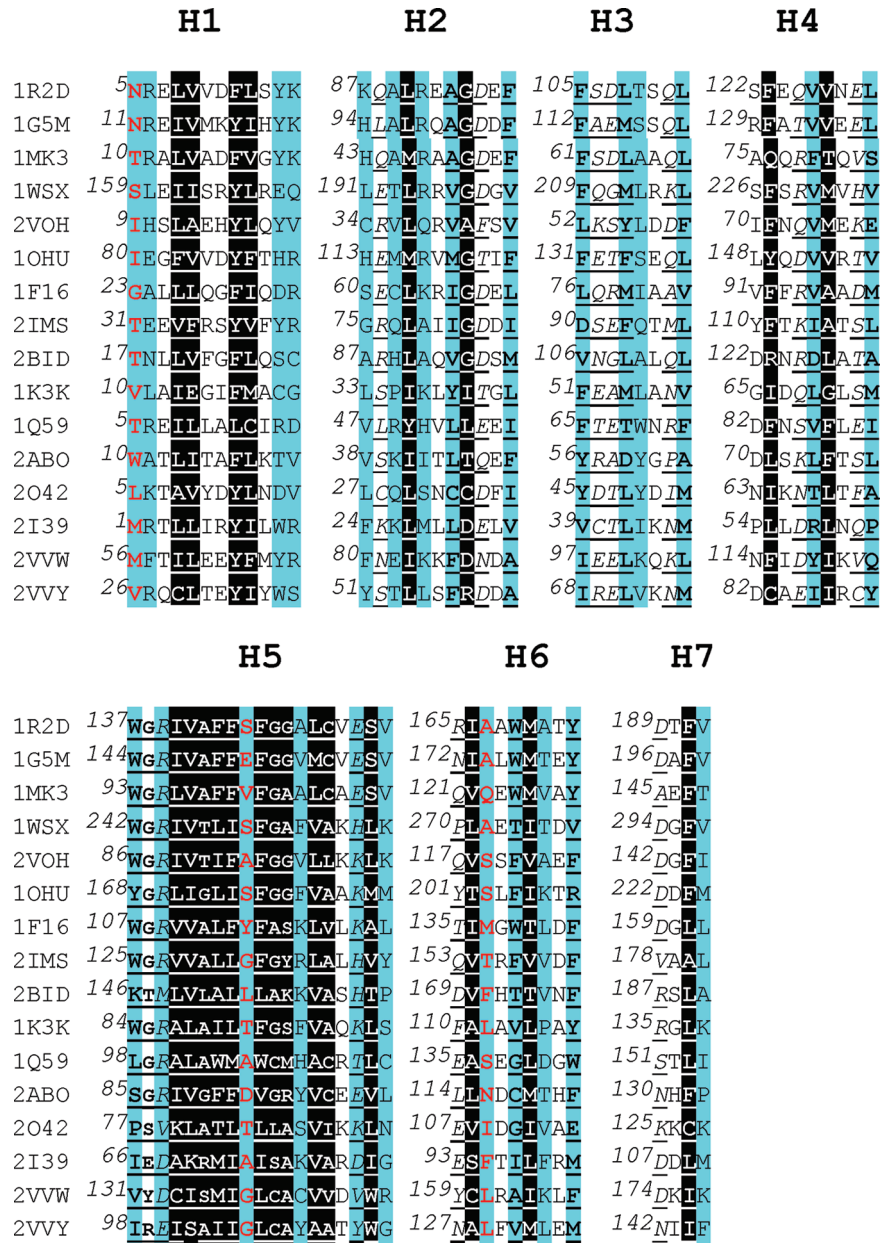 H1 H2 H3 H4
1R2D 5NRELVVDFLSYK 87KQALREAGDEF 105FSDLTSQL 122SFEQVVNEL
1G5M 11NREIVMKYIHYK 94HLALRQAGDDF 112FAEMSSQL 129RFATVVEEL
1MK3 10TRALVADFVGYK 43HQAMRAAGDEF 61FSDLAAQL 75AQQRFTQVS
1WSX 159SLEIISRYLREQ 191LETLRRVGDGV 209FQGMLRKL 226SFSRVMVHV
2VOH 9IHSLAEHYLQYV 34CRVLQRVAFSV 52LKSYLDDF 70IFNQVMEKE
1OHU 80IEGFVVDYFTHR 113HEMMRVMGTIF 131FETFSEQL 148LYQDVVRTV
1F16 23GALLLQGFIQDR 60SECLKRIGDEL 76LQRMIAAV 91VFFRVAADM
2IMS 31TEEVFRSYVFYR 75GRQLAIIGDDI 90DSEFQTML 110YFTKIATSL
2BID 17TNLLVFGFLQSC 87ARHLAQVGDSM 106VNGLALQL 122DRNRDLATA
1K3K 10VLAIEGIFMACG 33LSPIKLYITGL 51FEAMLANV 65GIDQLGLSM
1Q59 5TREILLALCIRD 47VLRYHVLLEEI 65FTETWNRF 82DFNSVFLEI
2ABO 10WATLITAFLKTV 38VSKIITLTQEF 56YRADYGPA 70DLSKLFTSL
2O42 5LKTAVYDYLNDV 27LCQLSNCCDFI 45YDTLYDIM 63NIKNTLTFA
2I39 1MRTLLIRYILWR 24FKKLMLLDELV 39VCTLIKNM 54PLLDRLNQP
2VVW 56MFTILEEYFMYR 80FNEIKKFDNDA 97IEELKQKL 114NFIDYIKVQ
2VVY 26VRQCLTEYIYWS 51YSTLLSFRDDA 68IRELVKNM 82DCAEIIRCY
H5 H6 H7
1R2D 137WGRIVAFFSFGGALCVESV 165RIAAWMATY 189DTFV
1G5M 144WGRIVAFFEFGGVMCVESV 172NIALWMTEY 196DAFV
1MK3 93WGRLVAFFVFGAALCAESV 121QVQEWMVAY 145AEFT
1WSX 242WGRIVTLISFGAFVAKHLK 270PLAETITDV 294DGFV
2VOH 86WGRIVTIFAFGGVLLKKLK 117QVSSFVAEF 142DGFI
1OHU 168YGRLIGLISFGGFVAAKMM 201YTSLFIKTR 222DDFM
1F16 107WGRVVALFYFASKLVLKAL 135TIMGWTLDF 159DGLL
2IMS 125WGRVVALLGFGYRLALHVY 153QVTRFVVDF 178VAAL
2BID 146KTMLVLALLLAKKVASHTP 169DVFHTTVNF 187RSLA
1K3K 84WGRALAILTFGSFVAQKLS 110FALAVLPAY 135RGLK
1Q59 98LGRALAWMAWCMHACRTLC 135EASEGLDGW 151STLI
2ABO 85SGRIVGFFDVGRYVCEEVL 114LLNDCMTHF 130NHFP
2O42 77PSVKLATLTLLASVIKKLN 107EVIDGIVAE 125KKCK
2I39 66IEDAKRMIAISAKVARDIG 93ESFTILFRM 107DDLM
2VVW 131VYDCISMIGLCACVVDVWR 159YCLRAIKLF 174DKIK
2VVY 98IREISAIIGLCAYAATYWG 127NALFVMLEM 142NIIF